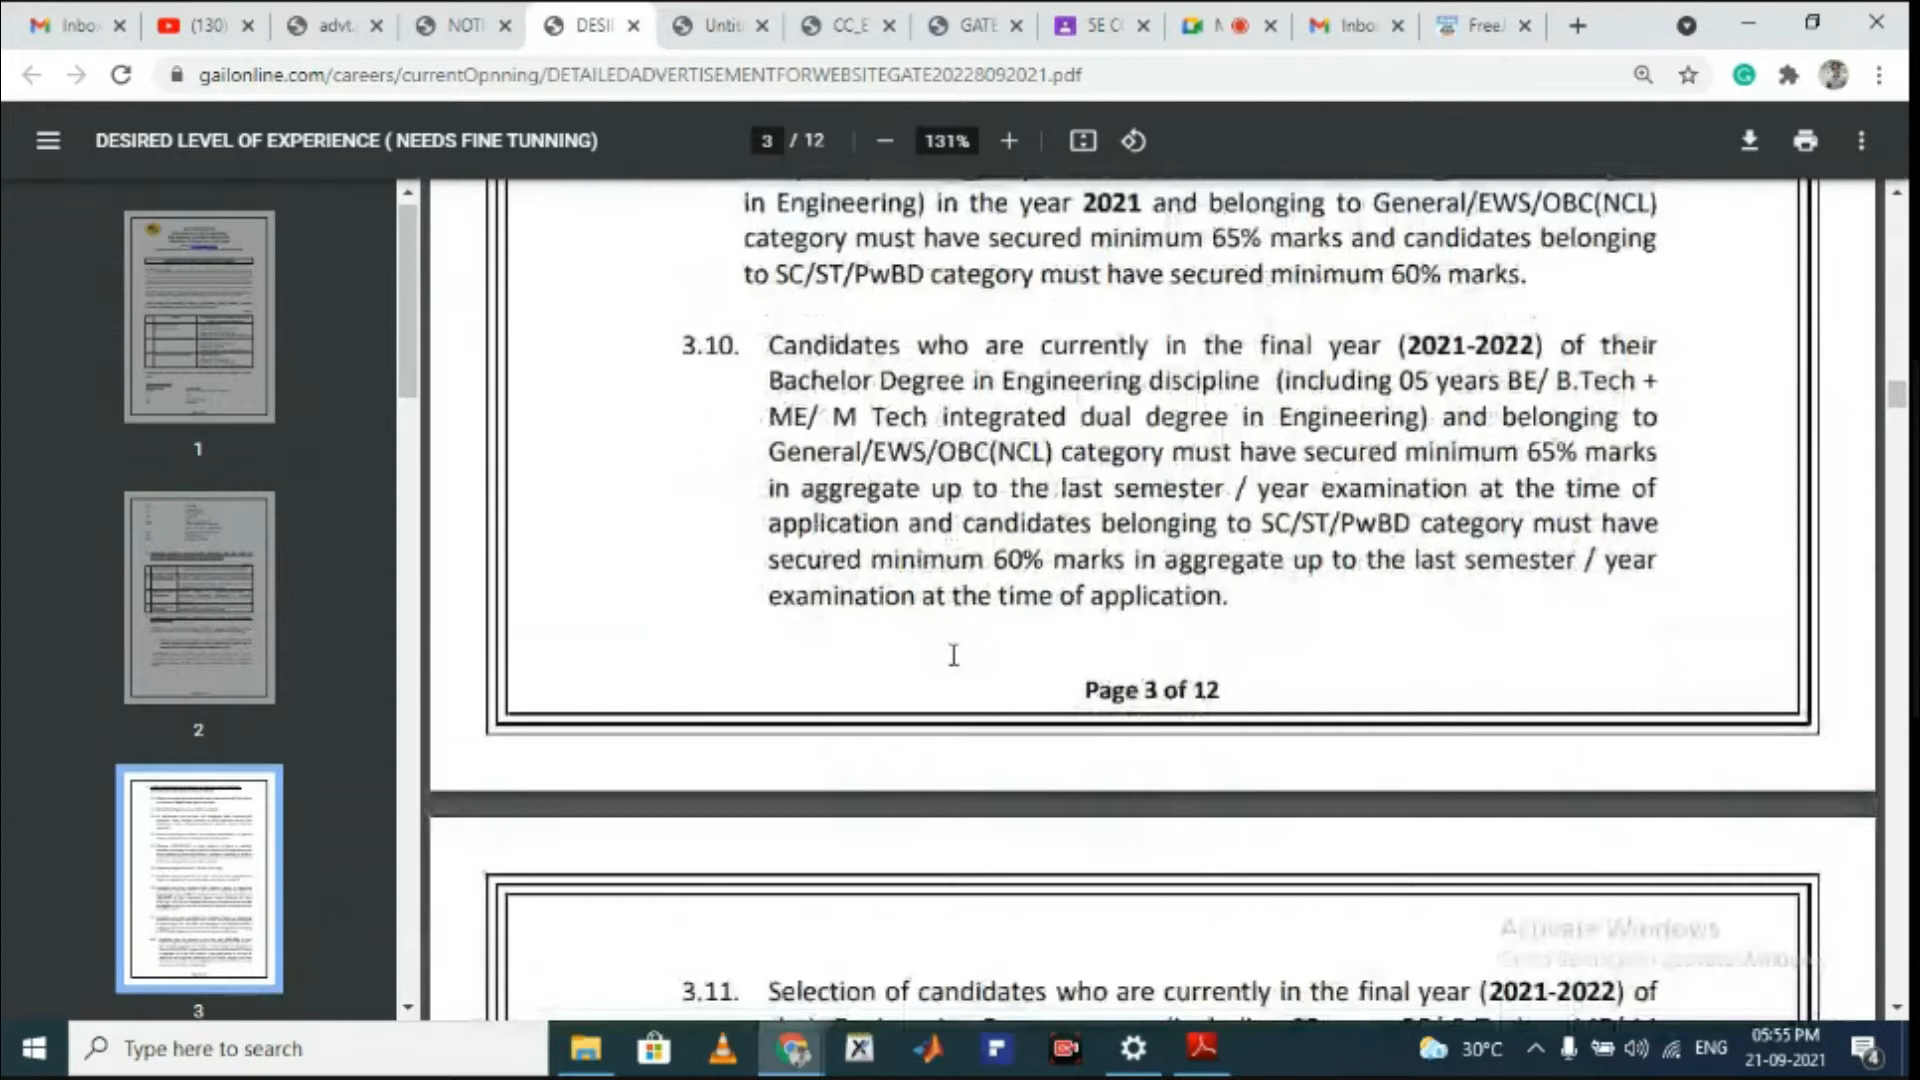 Inbo
(130)
advt.
NOTI
DESI
Untit
CC_E
GATE
5E C
M
Inbo
FreeJ
gailonline.com/careers/currentOpnning/DETAILEDADVERTISEMENTFORWEBSITEGATE20228092021.pdf
DESIRED LEVEL OF EXPERIENCE ( NEEDS FINE TUNNING)
3 / 12
131%
in Engineering) in the year 2021 and belonging to General/EWS/OBC(NCL)
category must have secured minimum 65% marks and candidates belonging
to SC/ST/PwBD category must have secured minimum 60% marks.
3.10. Candidates who are currently in the final year (2021-2022) of their
Bachelor Degree in Engineering discipline (including 05 years BE/ B.Tech +
ME/ M Tech integrated dual degree in Engineering) and belonging to
General/EWS/OBC(NCL) category must have secured minimum 65% marks
in aggregate up to the last semester / year examination at the time of
application and candidates belonging to SC/ST/PwBD category must have
secured minimum 60% marks in aggregate up to the last semester / year
examination at the time of application.
Page 3 of 12
1
2
3
Activate Windows
3.11. Selection of candidates who are currently in the final year (2021-2022) of
Type here to search
30°C
ENG
05:55 PM
21-09-2021
4